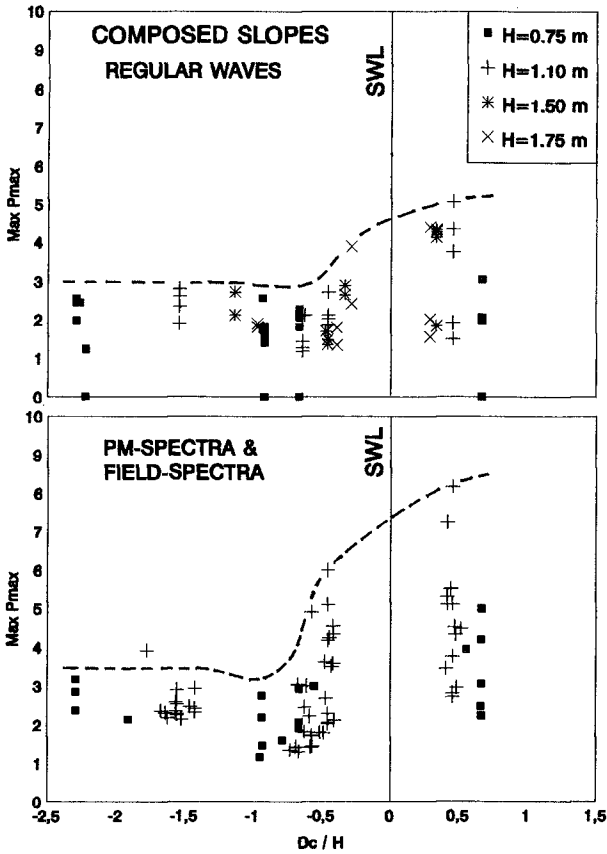 COMPOSED SLOPES
REGULAR WAVES
SWL
■ H=0.75 m
+ H=1.10 m
✳ H=1.50 m
× H=1.75 m
Max Pmax
10
9
8
7
6
5
4
3
2
1
0
PM-SPECTRA &
FIELD-SPECTRA
SWL
Max Pmax
10
9
8
7
6
5
4
3
2
1
0
-2,5
-2
-1,5
-1
-0,5
0
0,5
1
1,5
Dc / H